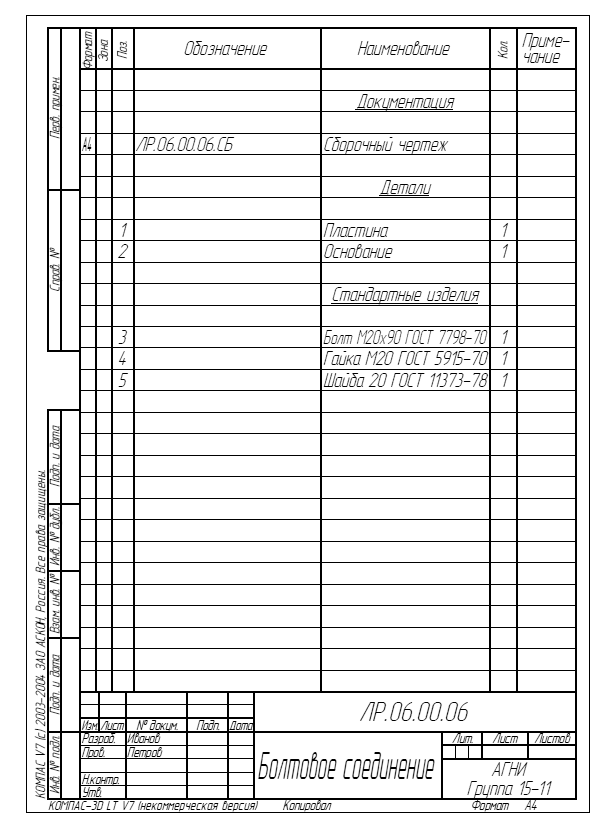 Формат Зона Поз. Обозначение Наименование Кол. Приме-
чание
Документация
А4 ЛР.06.00.06.СБ Сборочный чертеж
Детали
1 Пластина 1
2 Основание 1
Стандартные изделия
3 Болт М20х90 ГОСТ 7798-70 1
4 Гайка М20 ГОСТ 5915-70 1
5 Шайба 20 ГОСТ 11373-78 1
Перв. примен.
Справ. №
Подп. и дата
Инв. № дубл.
Взам. инв. №
Подп. и дата
Инв. № подл.
КОМПАС V7 (c) 2003-2004 ЗАО АСКОН, Россия. Все права защищены.
ЛР.06.00.06
Изм. Лист № докум. Подп. Дата
Разраб. Иванов
Пров. Петров
Н.контр.
Утв.
Болтовое соединение
Лит. Лист Листов
АГНИ
Группа 15-11
КОМПАС-3D LT V7 (некоммерческая версия) Копировал Формат А4